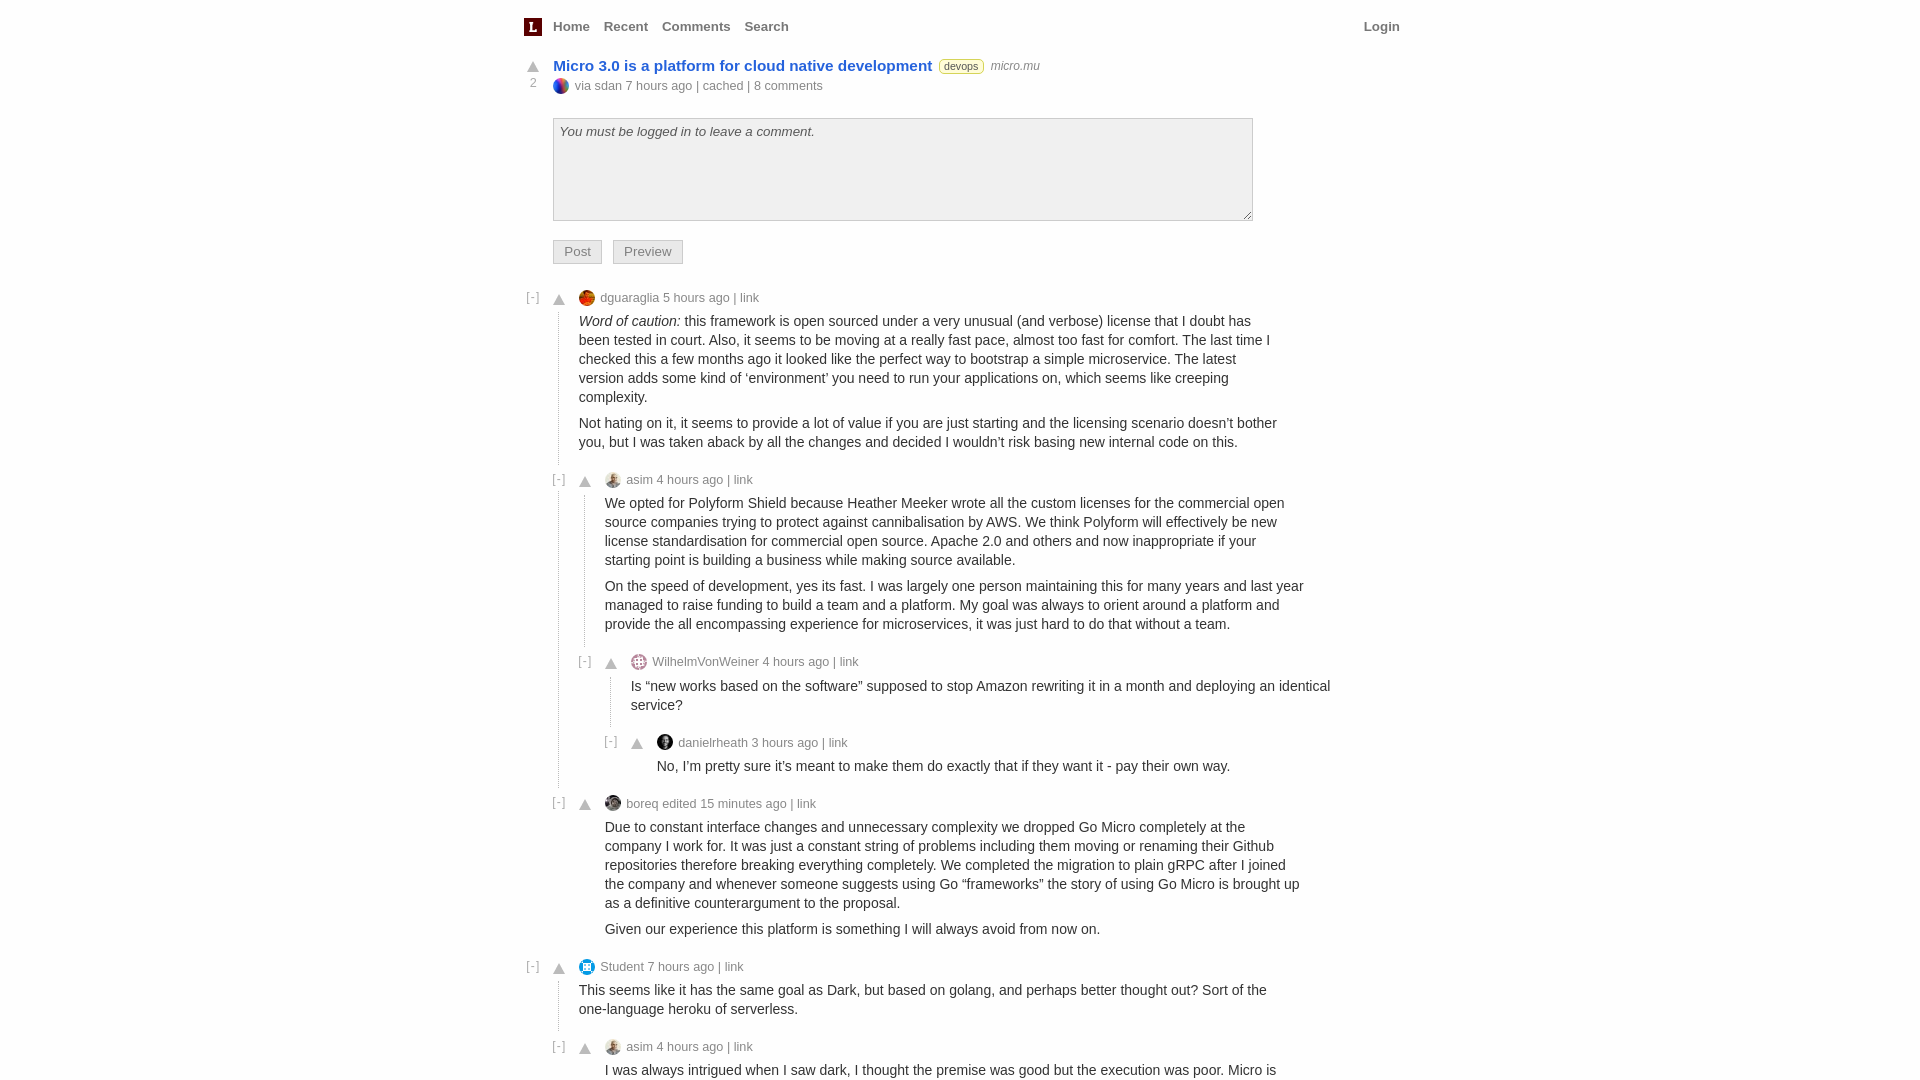 L Home Recent Comments Search Login
Micro 3.0 is a platform for cloud native development devops micro.mu
2
via sdan 7 hours ago | cached | 8 comments
You must be logged in to leave a comment.
Post Preview
[-] dguaraglia 5 hours ago | link
Word of caution: this framework is open sourced under a very unusual (and verbose) license that I doubt has
been tested in court. Also, it seems to be moving at a really fast pace, almost too fast for comfort. The last time I
checked this a few months ago it looked like the perfect way to bootstrap a simple microservice. The latest
version adds some kind of ‘environment’ you need to run your applications on, which seems like creeping
complexity.
Not hating on it, it seems to provide a lot of value if you are just starting and the licensing scenario doesn’t bother
you, but I was taken aback by all the changes and decided I wouldn’t risk basing new internal code on this.
[-] asim 4 hours ago | link
We opted for Polyform Shield because Heather Meeker wrote all the custom licenses for the commercial open
source companies trying to protect against cannibalisation by AWS. We think Polyform will effectively be new
license standardisation for commercial open source. Apache 2.0 and others and now inappropriate if your
starting point is building a business while making source available.
On the speed of development, yes its fast. I was largely one person maintaining this for many years and last year
managed to raise funding to build a team and a platform. My goal was always to orient around a platform and
provide the all encompassing experience for microservices, it was just hard to do that without a team.
[-] WilhelmVonWeiner 4 hours ago | link
Is “new works based on the software” supposed to stop Amazon rewriting it in a month and deploying an identical
service?
[-] danielrheath 3 hours ago | link
No, I’m pretty sure it’s meant to make them do exactly that if they want it - pay their own way.
[-] boreq edited 15 minutes ago | link
Due to constant interface changes and unnecessary complexity we dropped Go Micro completely at the
company I work for. It was just a constant string of problems including them moving or renaming their Github
repositories therefore breaking everything completely. We completed the migration to plain gRPC after I joined
the company and whenever someone suggests using Go “frameworks” the story of using Go Micro is brought up
as a definitive counterargument to the proposal.
Given our experience this platform is something I will always avoid from now on.
[-] Student 7 hours ago | link
This seems like it has the same goal as Dark, but based on golang, and perhaps better thought out? Sort of the
one-language heroku of serverless.
[-] asim 4 hours ago | link
I was always intrigued when I saw dark, I thought the premise was good but the execution was poor. Micro is